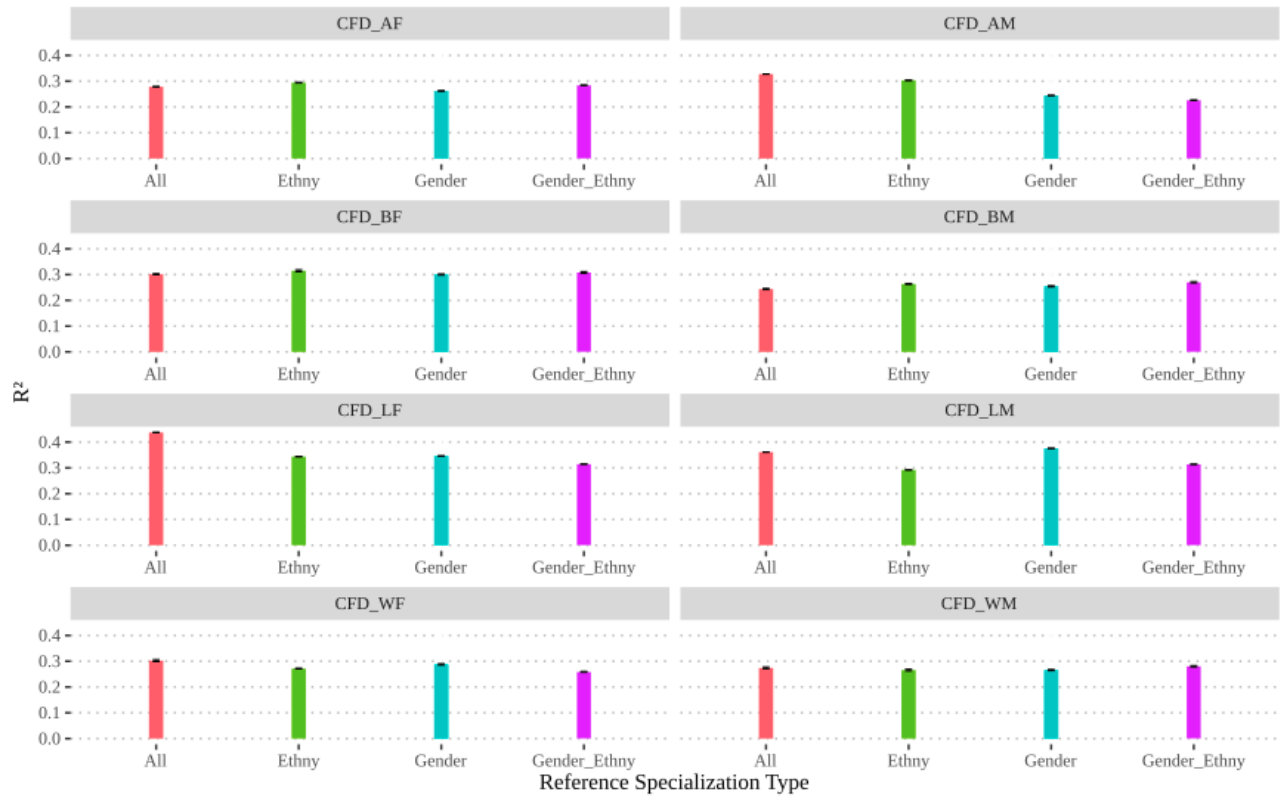 CFD_AF CFD_AM
0.4
0.3
0.2
0.1
0.0
All Ethny Gender Gender_Ethny All Ethny Gender Gender_Ethny
CFD_BF CFD_BM
0.4
0.3
0.2
0.1
0.0
All Ethny Gender Gender_Ethny All Ethny Gender Gender_Ethny
R²
CFD_LF CFD_LM
0.4
0.3
0.2
0.1
0.0
All Ethny Gender Gender_Ethny All Ethny Gender Gender_Ethny
CFD_WF CFD_WM
0.4
0.3
0.2
0.1
0.0
All Ethny Gender Gender_Ethny All Ethny Gender Gender_Ethny
Reference Specialization Type